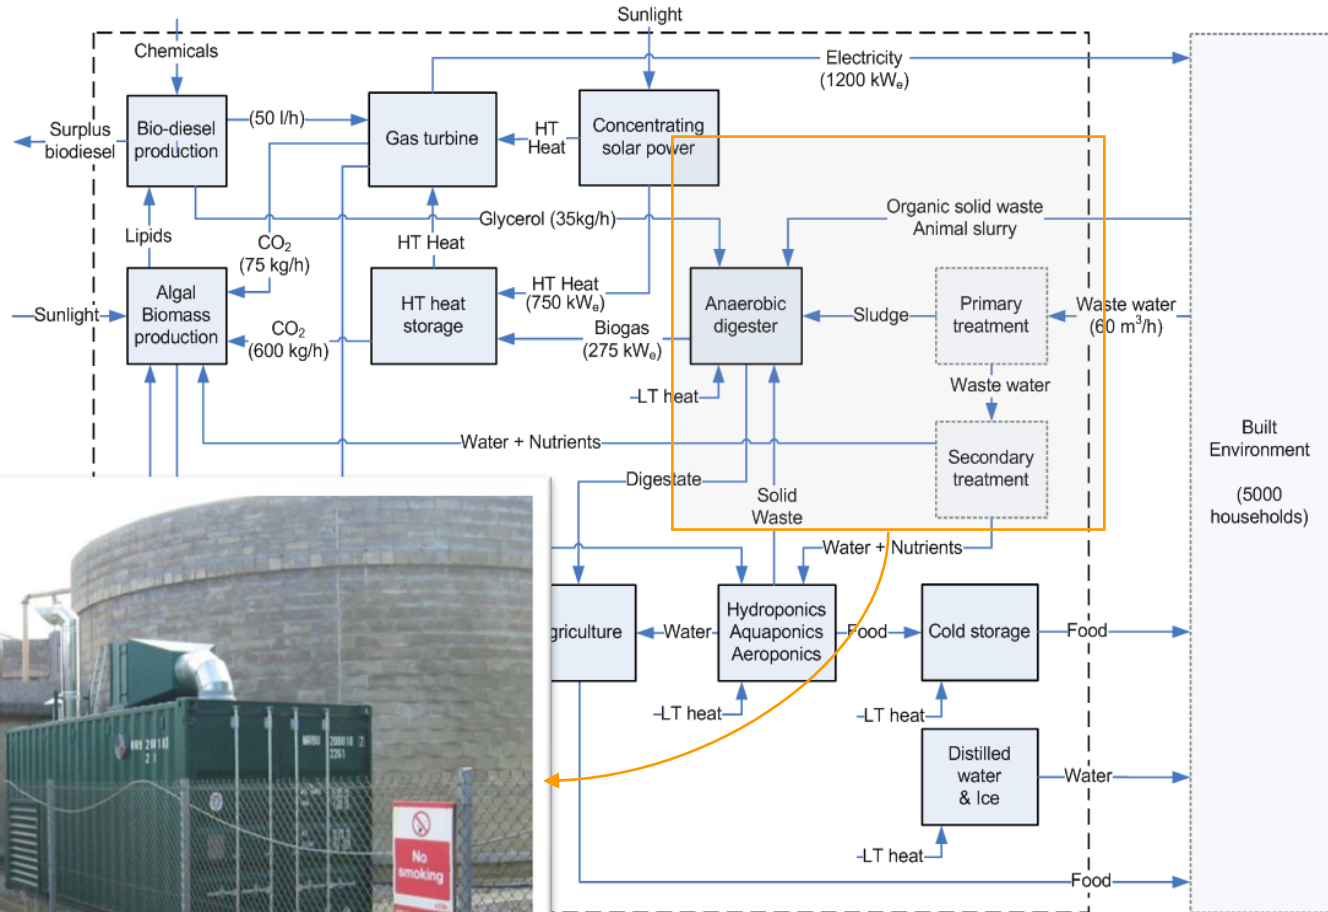 Sunlight
Chemicals
Electricity
(1200 kWₑ)
Surplus
biodiesel
Bio-diesel
production
(50 l/h)
Gas turbine
HT
Heat
Concentrating
solar power
Glycerol (35kg/h)
Organic solid waste
Animal slurry
Lipids
CO₂
(75 kg/h)
HT Heat
Sunlight
Algal
Biomass
production
CO₂
(600 kg/h)
HT heat
storage
HT Heat
(750 kWₑ)
Biogas
(275 kWₑ)
Anaerobic
digester
Sludge
Primary
treatment
Waste water
(60 m³/h)
LT heat
Waste water
Water + Nutrients
Secondary
treatment
Built
Environment
(5000
households)
Digestate
Solid
Waste
Water + Nutrients
griculture
Water
Hydroponics
Aquaponics
Aeroponics
Food
Cold storage
Food
LT heat
LT heat
Distilled
water
& Ice
Water
LT heat
Food
No
smoking